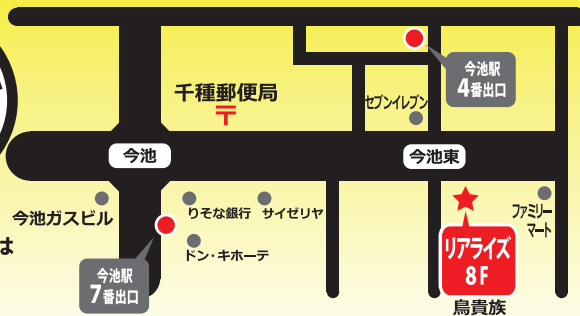 今池駅
4番出口
千種郵便局
〒
セブンイレブン
今池
今池東
今池ガスビル
りそな銀行
サイゼリヤ
ファミリー
マート
は
ドン・キホーテ
リアライズ
8F
今池駅
7番出口
鳥貴族